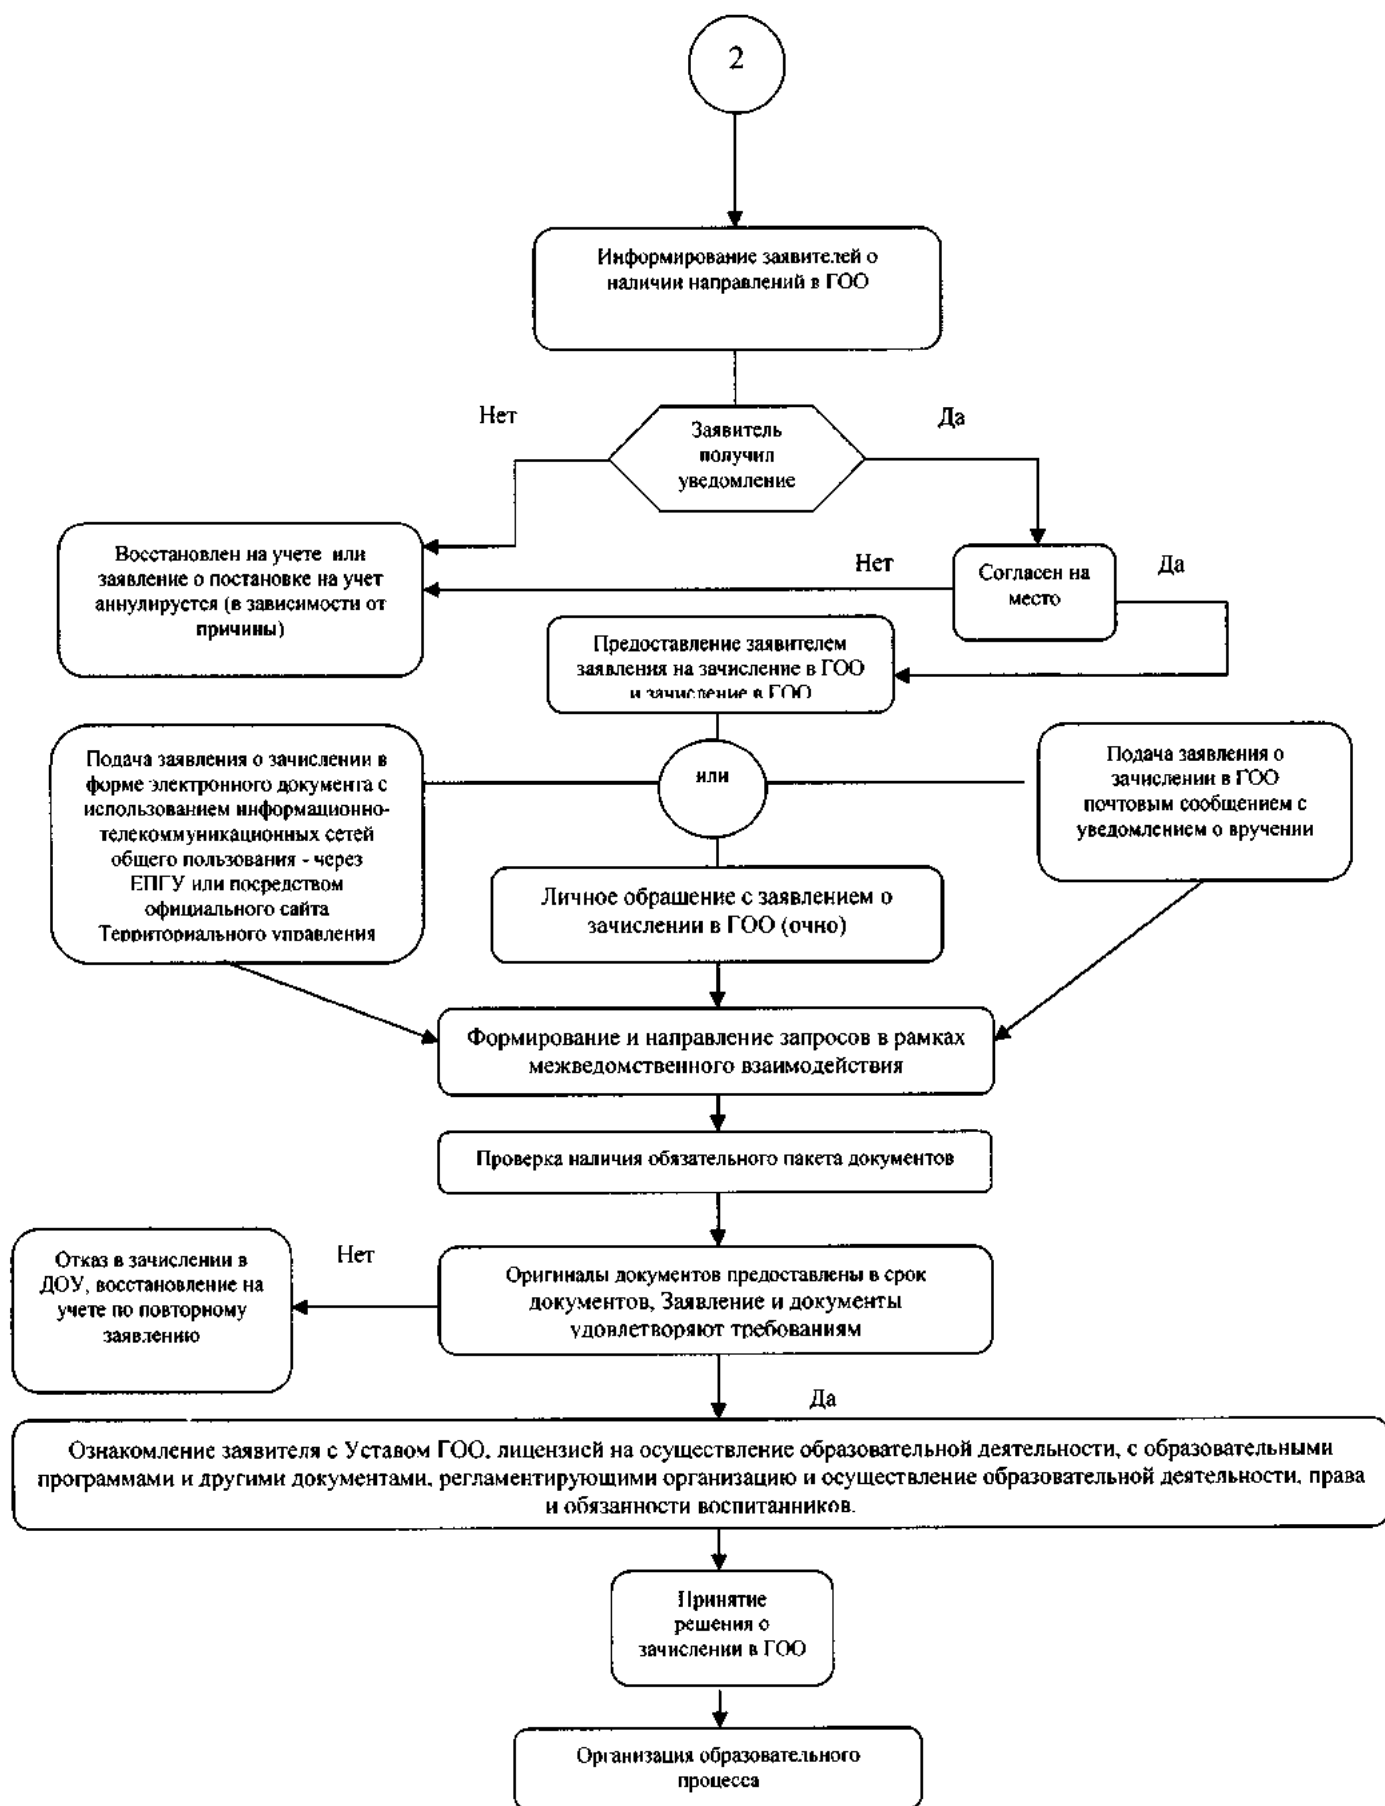 2
Информирование заявителей о
наличии направлений в ГОО
Нет
Да
Заявитель
получил
уведомление
Восстановлен на учете или
заявление о постановке на учет
аннулируется (в зависимости от
причины)
Нет
Согласен на
место
Да
Предоставление заявителем
заявления на зачисление в ГОО
и зачисление в ГОО
Подача заявления о зачислении в
форме электронного документа с
использованием информационно-
телекоммуникационных сетей
общего пользования - через
ЕПГУ или посредством
официального сайта
Территориального управления
или
Подача заявления о
зачислении в ГОО
почтовым сообщением с
уведомлением о вручении
Личное обращение с заявлением о
зачислении в ГОО (очно)
Формирование и направление запросов в рамках
межведомственного взаимодействия
Проверка наличия обязательного пакета документов
Отказ в зачислении в
ДОУ, восстановление на
учете по повторному
заявлению
Нет
Оригиналы документов предоставлены в срок
документов, Заявление и документы
удовлетворяют требованиям
Да
Ознакомление заявителя с Уставом ГОО, лицензией на осуществление образовательной деятельности, с образовательными
программами и другими документами, регламентирующими организацию и осуществление образовательной деятельности, права
и обязанности воспитанников.
Принятие
решения о
зачислении в ГОО
Организация образовательного
процесса